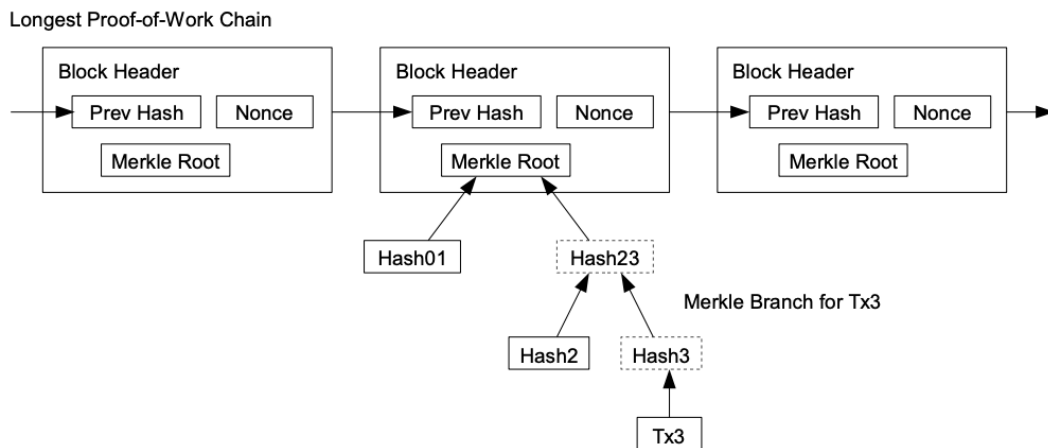 Longest Proof-of-Work Chain
Block Header
Prev Hash
Nonce
Merkle Root
Block Header
Prev Hash
Nonce
Merkle Root
Block Header
Prev Hash
Nonce
Merkle Root
Hash01
Hash23
Merkle Branch for Tx3
Hash2
Hash3
Tx3